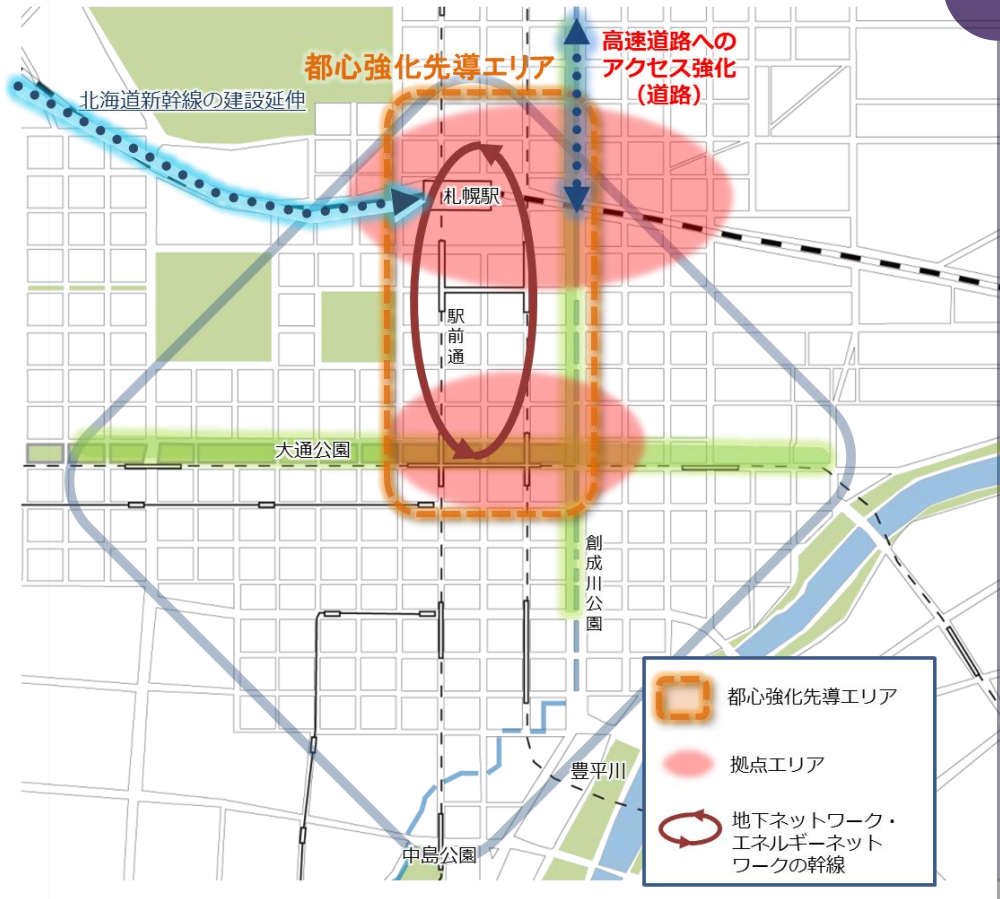 高速道路への
アクセス強化
（道路）
都心強化先導エリア
北海道新幹線の建設延伸
札幌駅
駅前通
大通公園
創成川公園
豊平川
中島公園
都心強化先導エリア
拠点エリア
地下ネットワーク・
エネルギーネット
ワークの幹線